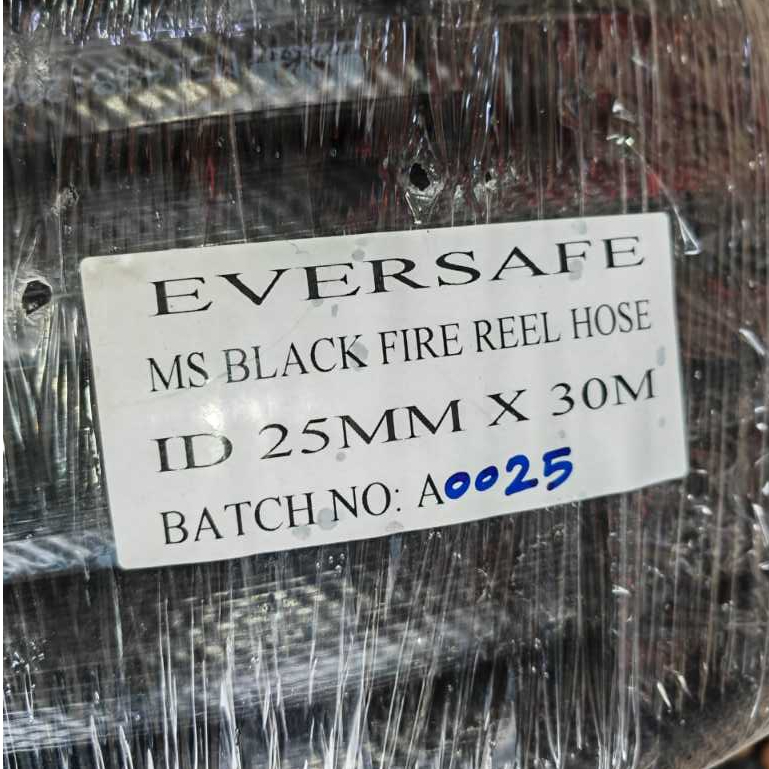 EVERSAFE
MS BLACK FIRE REEL HOSE
ID 25MM X 30M
BATCH NO: A0025